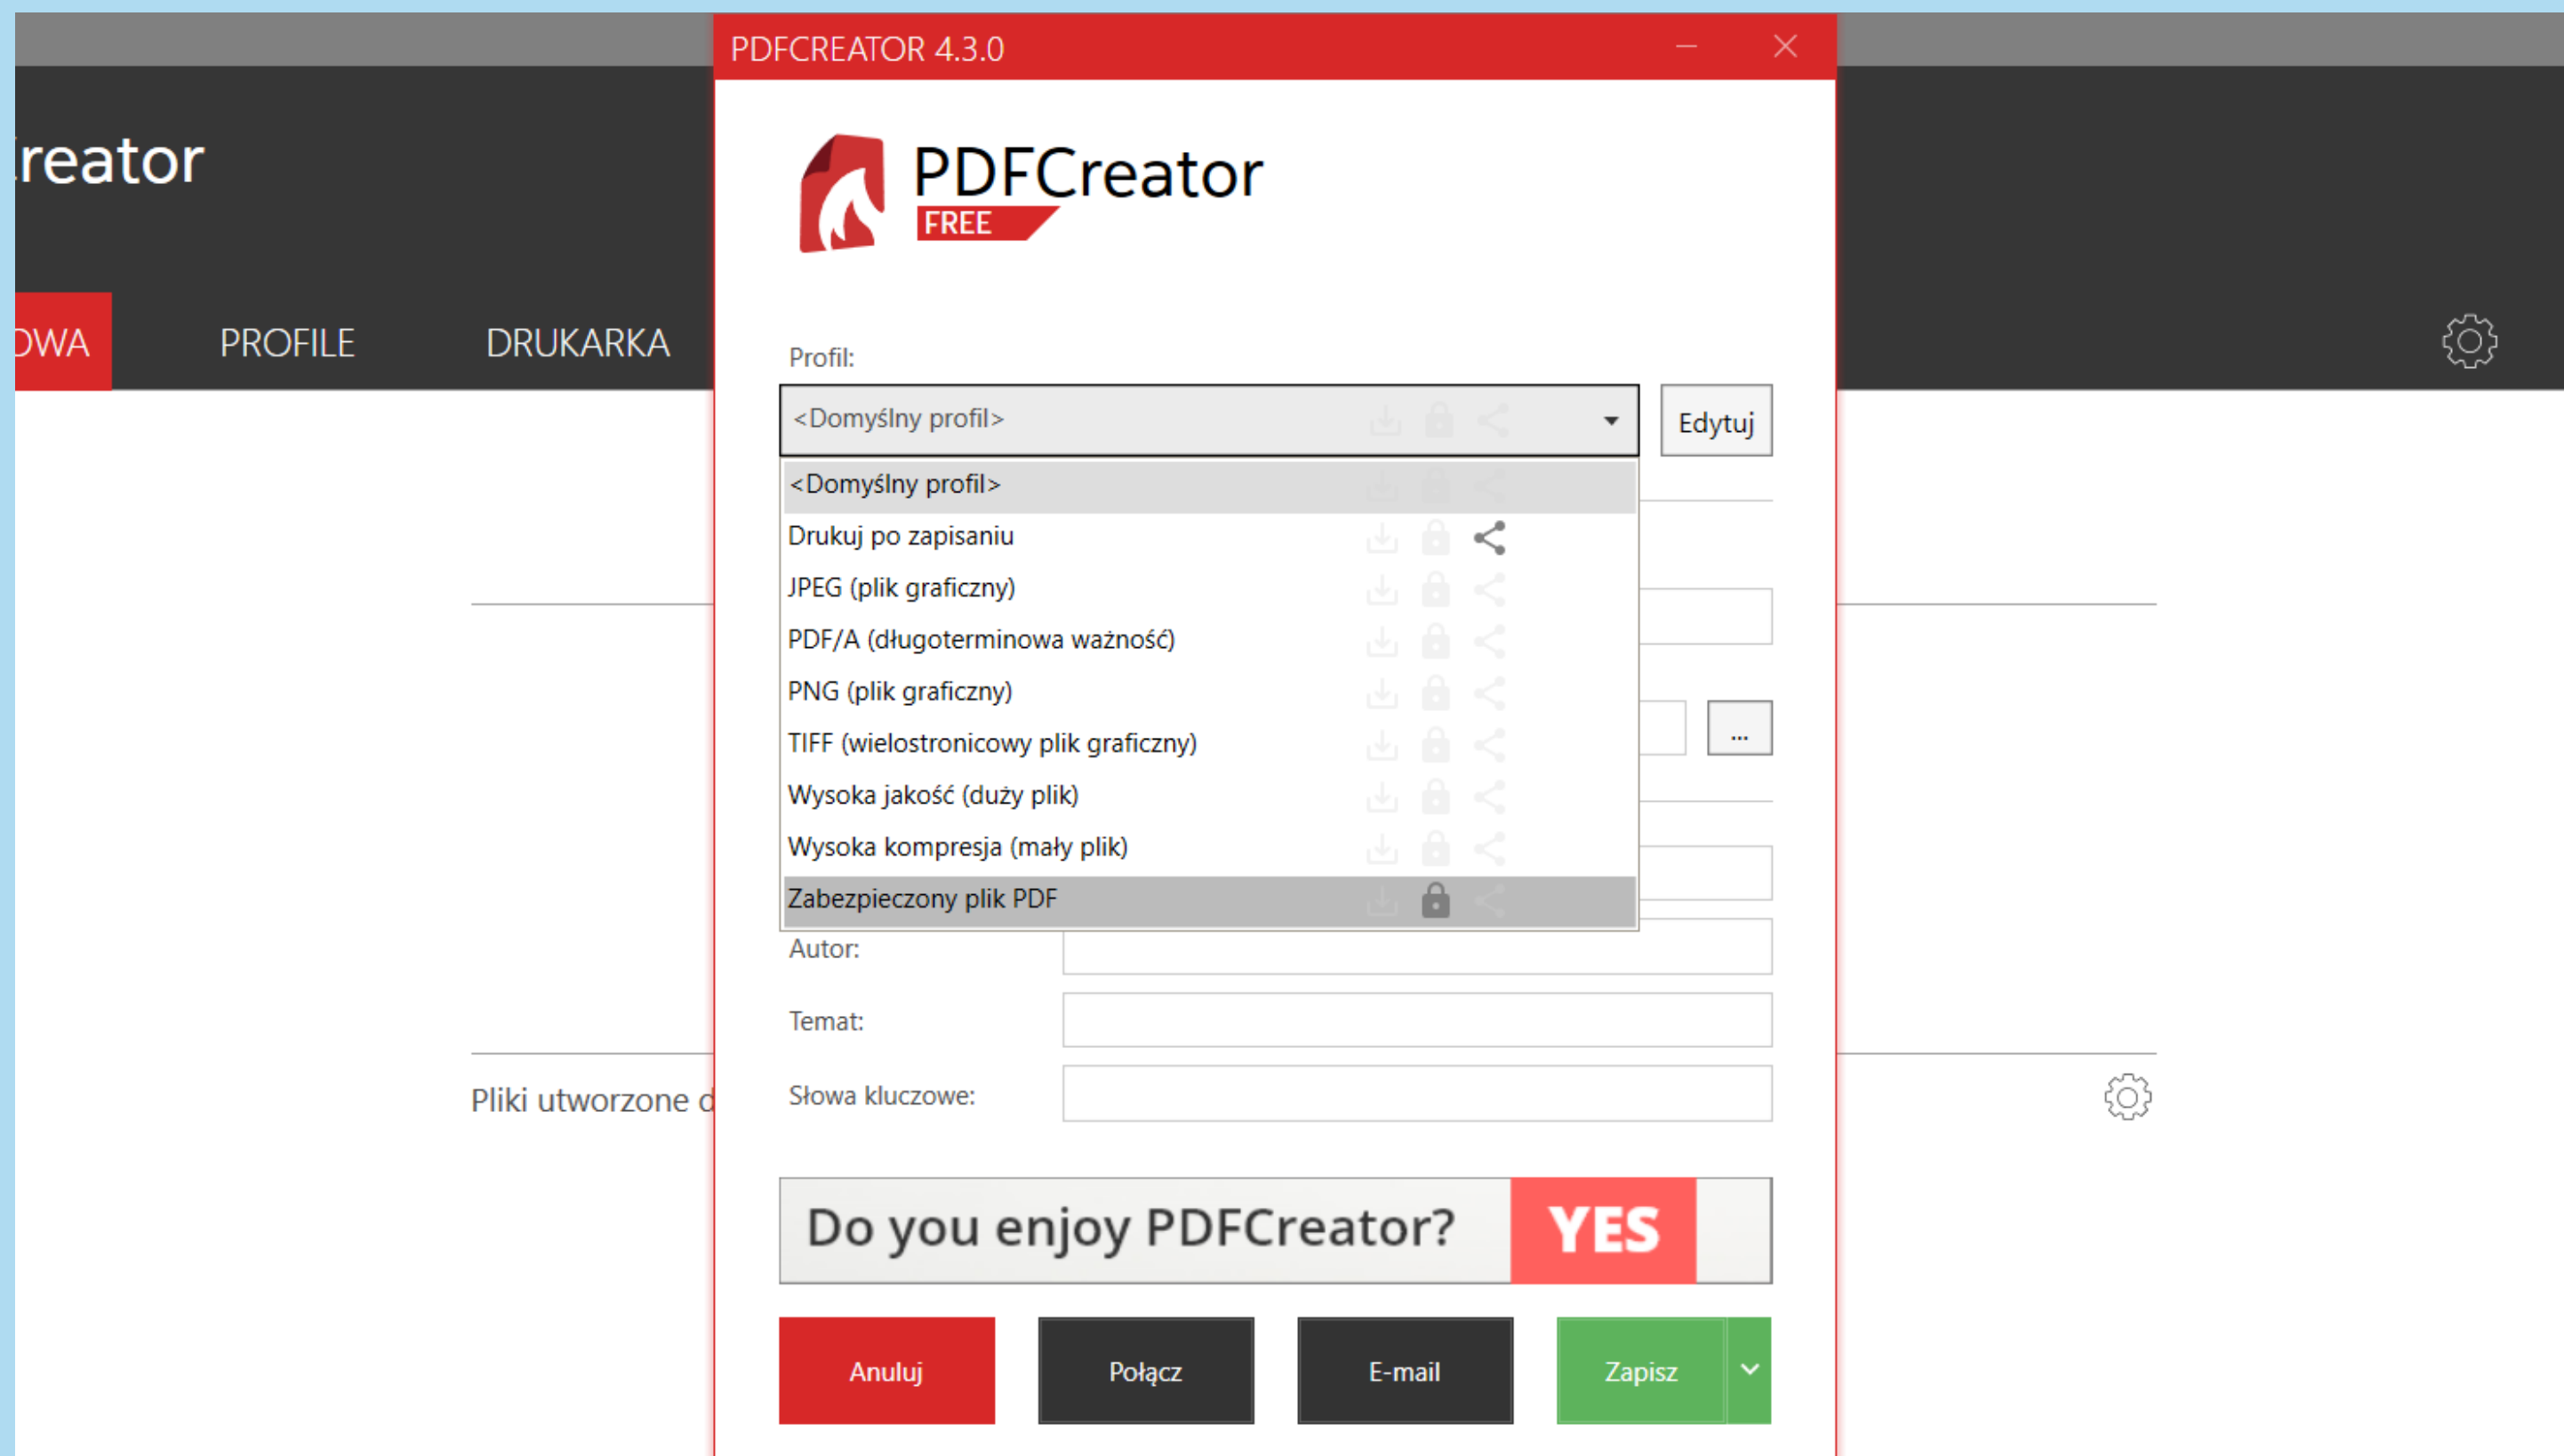 PDFCREATOR 4.3.0
reator
PDFCreator
FREE
OWA
PROFILE
DRUKARKA
Profil:
<Domyślny profil>
Edytuj
<Domyślny profil>
Drukuj po zapisaniu
JPEG (plik graficzny)
PDF/A (długoterminowa ważność)
PNG (plik graficzny)
...
TIFF (wielostronicowy plik graficzny)
Wysoka jakość (duży plik)
Wysoka kompresja (mały plik)
Zabezpieczony plik PDF
Autor:
Temat:
Słowa kluczowe:
Pliki utworzone
Do you enjoy PDFCreator?
YES
Anuluj
Połącz
E-mail
Zapisz